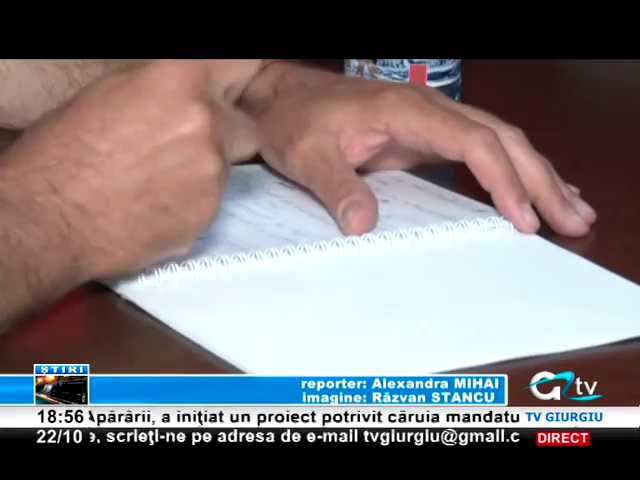 ŞTIRI
reporter: Alexandra MIHAI
imagine: Răzvan STANCU
G tv
18:56 Apărării, a iniţiat un proiect potrivit căruia mandatu TV GIURGIU
22/10 e, scrieţi-ne pe adresa de e-mail tvgiurgiu@gmail.c DIRECT